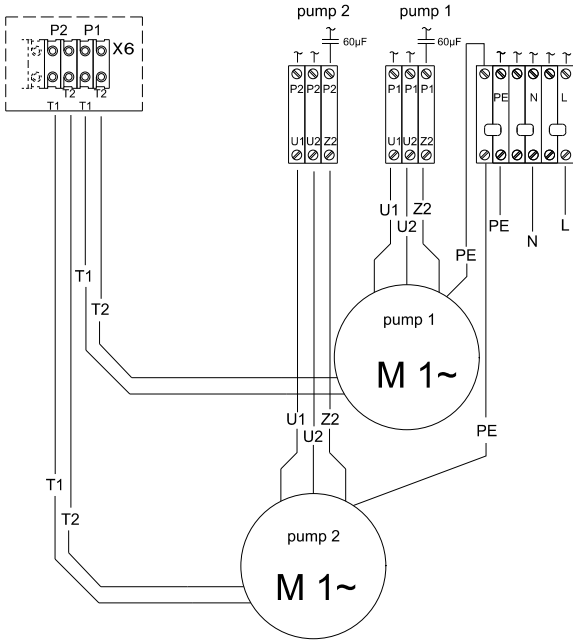 pump 2 pump 1
60µF 60µF
P2 P1
X6
T2 T2
T1 T1
P2 P2 P2 P1 P1 P1 PE N L
U1 U2 Z2 U1 U2 Z2
U1 Z2
U2
PE N L
PE
T1
T2
pump 1
M 1~
U1 Z2
U2
PE
T1
T2
pump 2
M 1~